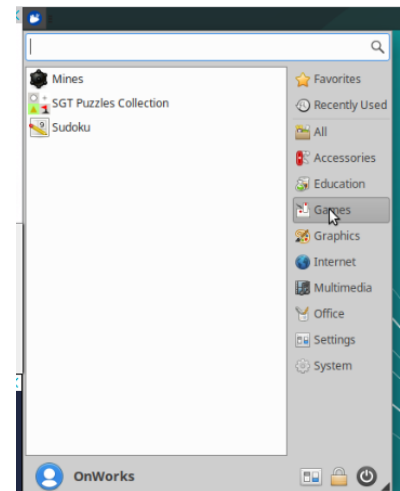 Mines
SGT Puzzles Collection
Sudoku
Favorites
Recently Used
All
Accessories
Education
Games
Graphics
Internet
Multimedia
Office
Settings
System
OnWorks